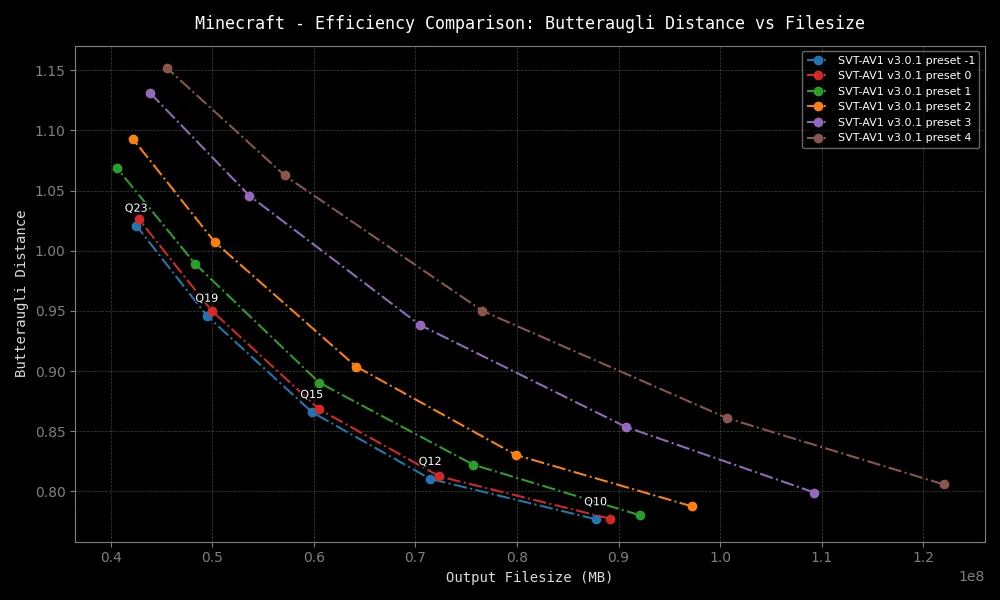 Minecraft - Efficiency Comparison: Butteraugli Distance vs Filesize
SVT-AV1 v3.0.1 preset -1
SVT-AV1 v3.0.1 preset 0
SVT-AV1 v3.0.1 preset 1
SVT-AV1 v3.0.1 preset 2
SVT-AV1 v3.0.1 preset 3
SVT-AV1 v3.0.1 preset 4
Butteraugli Distance
1.15
1.10
1.05
1.00
0.95
0.90
0.85
0.80
Q23
Q19
Q15
Q12
Q10
0.4 0.5 0.6 0.7 0.8 0.9 1.0 1.1 1.2
1e8
Output Filesize (MB)